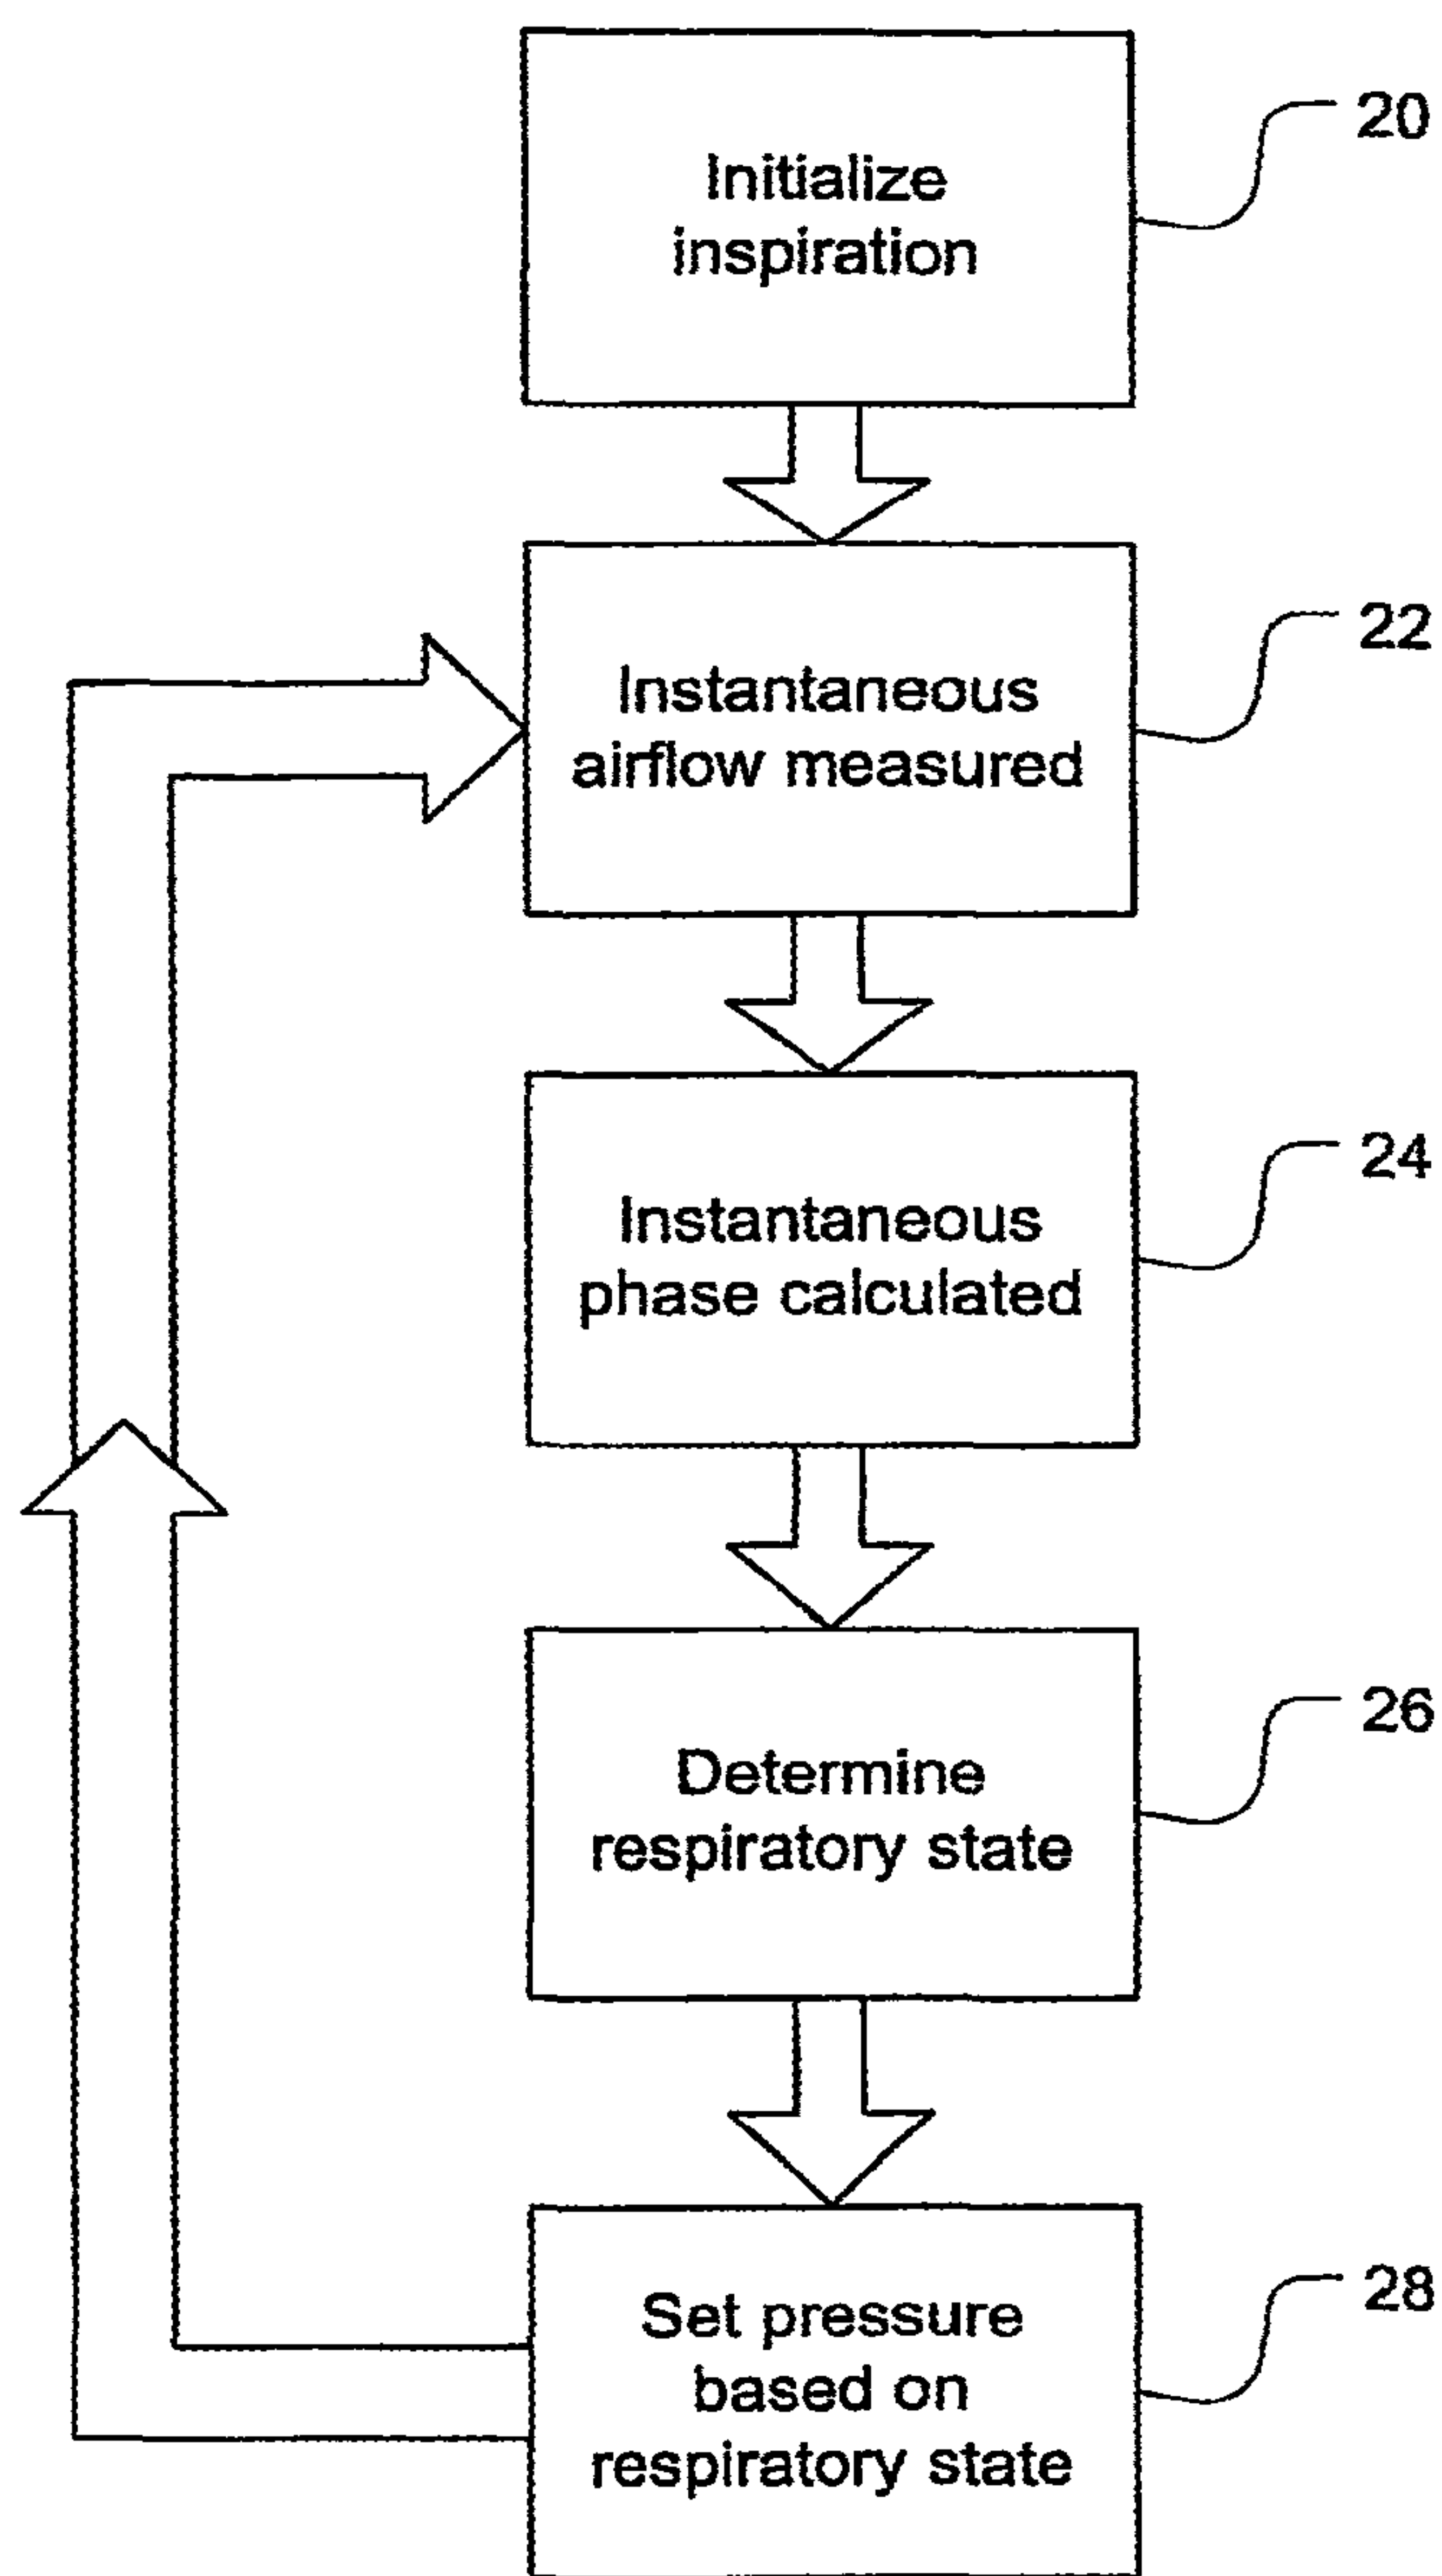 Initialize
inspiration
20
Instantaneous
airflow measured
22
Instantaneous
phase calculated
24
Determine
respiratory state
26
Set pressure
based on
respiratory state
28